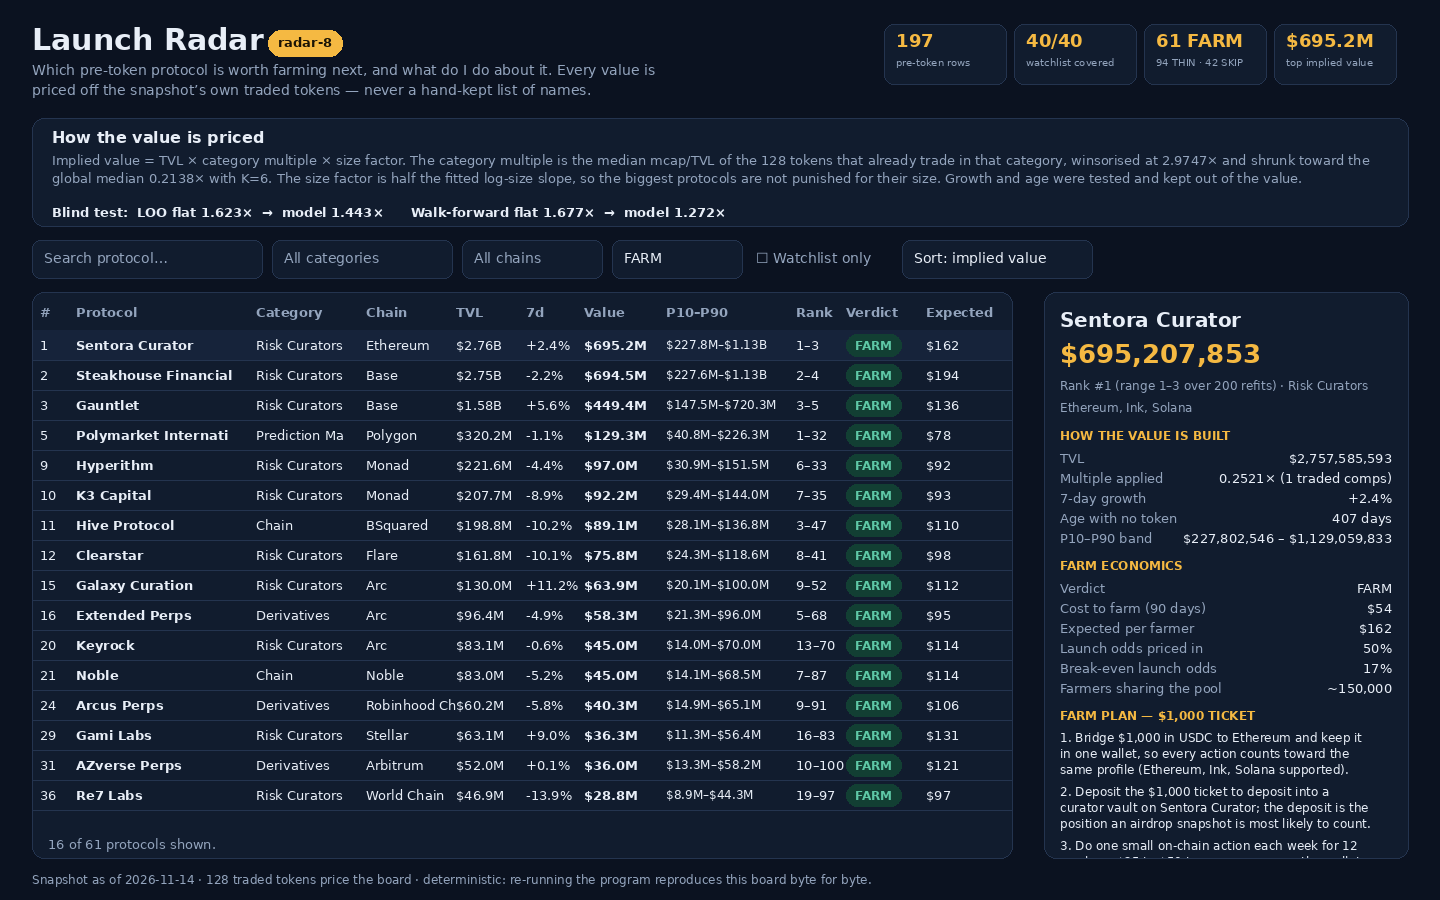 Launch Radar radar-8
Which pre-token protocol is worth farming next, and what do I do about it. Every value is
priced off the snapshot's own traded tokens — never a hand-kept list of names.
197
pre-token rows
40/40
watchlist covered
61 FARM
94 THIN · 42 SKIP
$695.2M
top implied value
How the value is priced
Implied value = TVL × category multiple × size factor. The category multiple is the median mcap/TVL of the 128 tokens that already trade in that category, winsorised at 2.9747× and shrunk toward the
global median 0.2138× with K=6. The size factor is half the fitted log-size slope, so the biggest protocols are not punished for their size. Growth and age were tested and kept out of the value.
Blind test: LOO flat 1.623× → model 1.443× Walk-forward flat 1.677× → model 1.272×
Search protocol... All categories All chains FARM ☐ Watchlist only Sort: implied value
# Protocol Category Chain TVL 7d Value P10–P90 Rank Verdict Expected
1 Sentora Curator Risk Curators Ethereum $2.76B +2.4% $695.2M $227.8M–$1.13B 1–3 FARM $162
2 Steakhouse Financial Risk Curators Base $2.75B -2.2% $694.5M $227.6M–$1.13B 2–4 FARM $194
3 Gauntlet Risk Curators Base $1.58B +5.6% $449.4M $147.5M–$720.3M 3–5 FARM $136
5 Polymarket Internati Prediction Ma Polygon $320.2M -1.1% $129.3M $40.8M–$226.3M 1–32 FARM $78
9 Hyperithm Risk Curators Monad $221.6M -4.4% $97.0M $30.9M–$151.5M 6–33 FARM $92
10 K3 Capital Risk Curators Monad $207.7M -8.9% $92.2M $29.4M–$144.0M 7–35 FARM $93
11 Hive Protocol Chain BSquared $198.8M -10.2% $89.1M $28.1M–$136.8M 3–47 FARM $110
12 Clearstar Risk Curators Flare $161.8M -10.1% $75.8M $24.3M–$118.6M 8–41 FARM $98
15 Galaxy Curation Risk Curators Arc $130.0M +11.2% $63.9M $20.1M–$100.0M 9–52 FARM $112
16 Extended Perps Derivatives Arc $96.4M -4.9% $58.3M $21.3M–$96.0M 5–68 FARM $95
20 Keyrock Risk Curators Arc $83.1M -0.6% $45.0M $14.0M–$70.0M 13–70 FARM $114
21 Noble Chain Noble $83.0M -5.2% $45.0M $14.1M–$68.5M 7–87 FARM $114
24 Arcus Perps Derivatives Robinhood Ch $60.2M -5.8% $40.3M $14.9M–$65.1M 9–91 FARM $106
29 Gami Labs Risk Curators Stellar $63.1M +9.0% $36.3M $11.3M–$56.4M 16–83 FARM $131
31 AZverse Perps Derivatives Arbitrum $52.0M +0.1% $36.0M $13.3M–$58.2M 10–100 FARM $121
36 Re7 Labs Risk Curators World Chain $46.9M -13.9% $28.8M $8.9M–$44.3M 19–97 FARM $97
16 of 61 protocols shown.
Sentora Curator
$695,207,853
Rank #1 (range 1–3 over 200 refits) · Risk Curators
Ethereum, Ink, Solana
HOW THE VALUE IS BUILT
TVL $2,757,585,593
Multiple applied 0.2521× (1 traded comps)
7-day growth +2.4%
Age with no token 407 days
P10–P90 band $227,802,546 – $1,129,059,833
FARM ECONOMICS
Verdict FARM
Cost to farm (90 days) $54
Expected per farmer $162
Launch odds priced in 50%
Break-even launch odds 17%
Farmers sharing the pool ~150,000
FARM PLAN — $1,000 TICKET
1. Bridge $1,000 in USDC to Ethereum and keep it
in one wallet, so every action counts toward the
same profile (Ethereum, Ink, Solana supported).
2. Deposit the $1,000 ticket to deposit into a
curator vault on Sentora Curator; the deposit is the
position an airdrop snapshot is most likely to count.
3. Do one small on-chain action each week for 12
Snapshot as of 2026-11-14 · 128 traded tokens price the board · deterministic: re-running the program reproduces this board byte for byte.